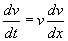 dv/dt = v dv/dx